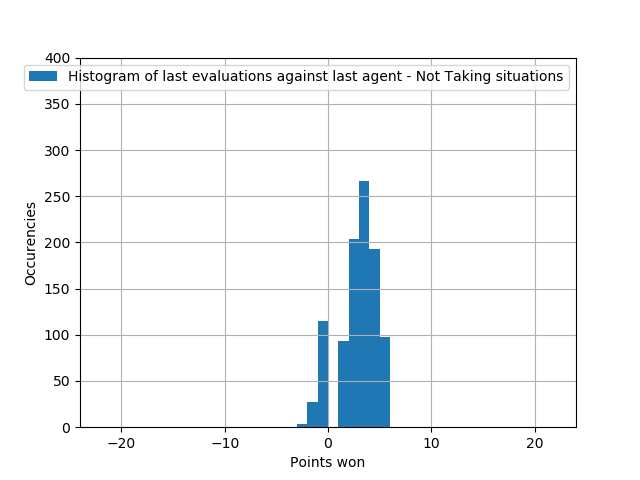 Histogram of last evaluations against last agent - Not Taking situations
400
350
300
250
200
150
100
50
0
Occurencies
−20 −10 0 10 20
Points won